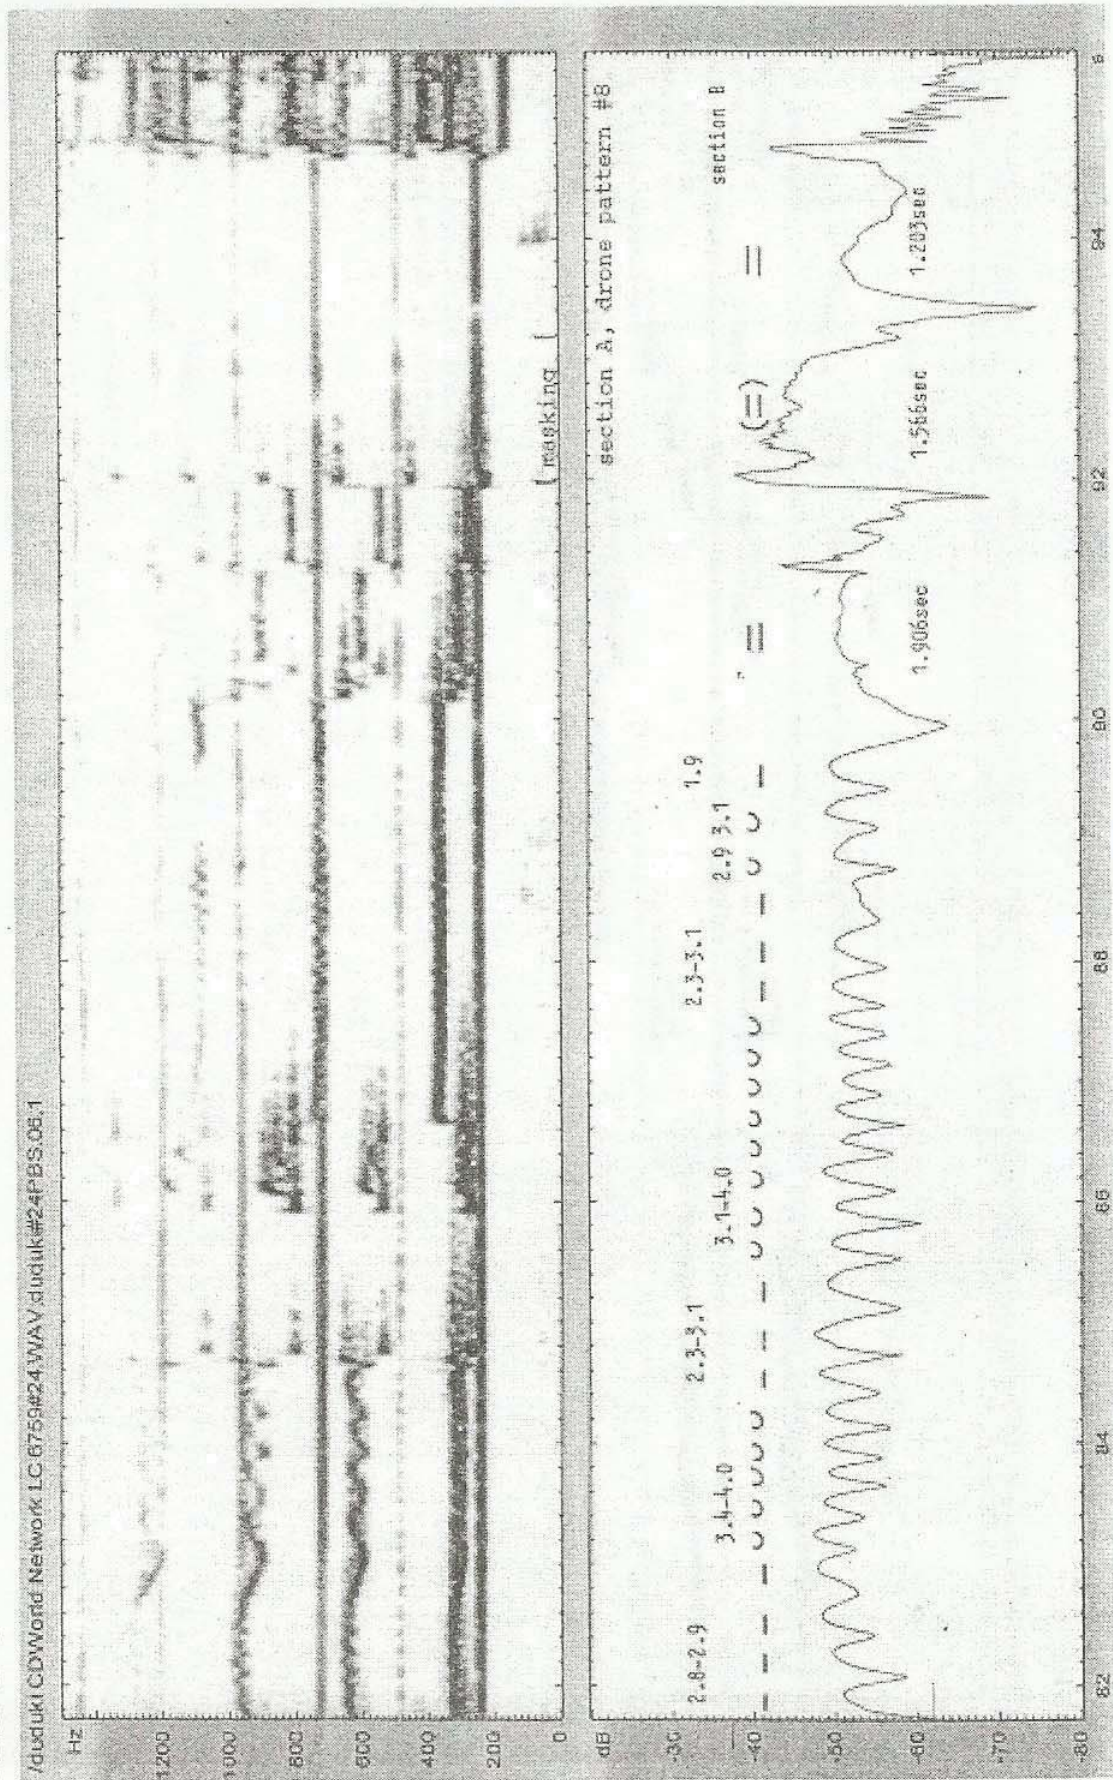 /duduk/ CDWorld Network LC 6759#24.WAV.duduk#24PBS.06.1
Hz
1200
1000
800
600
400
200
0
(masking (
section A, drone pattern #8
section B
2.8-2.9 2.3-3.1 2.3-3.1 1.9
3.4-4.0 3.1-4.0 2.9 3.1
– – – – ◡ ◡ ◡ ◡ ◡ – – – – ◡ ◡ ◡ ◡ ◡ ◡ ◡ ◡ – – – – ◡ ◡ – = (=) =
1.906sec 1.566sec 1.203sec
dB
-30
-40
-50
-60
-70
-80
82 84 86 88 90 92 94 s